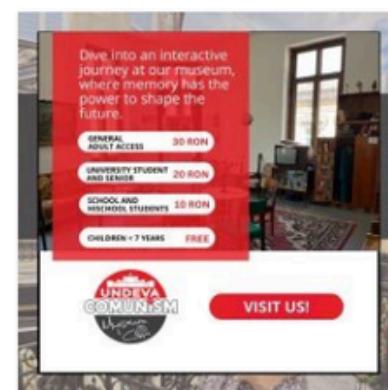 Dive into an interactive
journey at our museum,
where memory has the
power to shape the
future.
GENERAL
ADULT ACCESS 30 RON
UNIVERSITY STUDENT
AND SENIOR 20 RON
SCHOOL AND
HISCHOOL STUDENTS 10 RON
CHILDREN < 7 YEARS FREE
UNDEVA
COMUNISM
VISIT US!